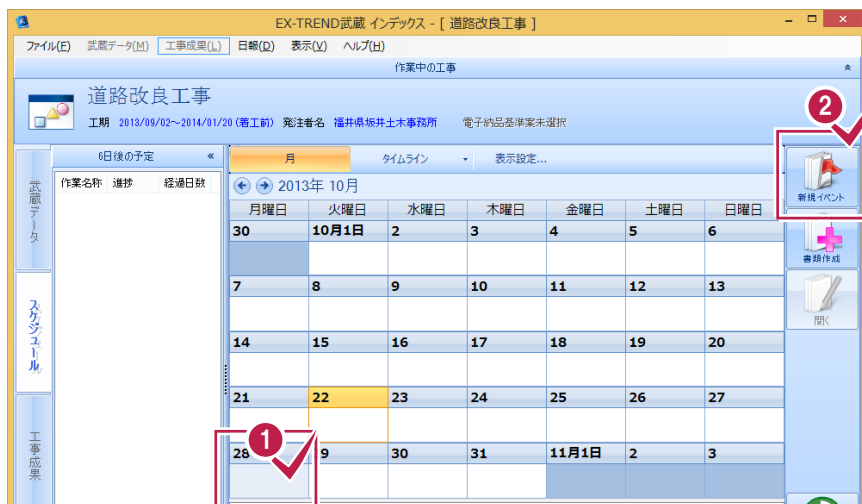 EX-TREND武蔵 インデックス - [ 道路改良工事 ]
ファイル(F) 武蔵データ(M) 工事成果(L) 日報(D) 表示(V) ヘルプ(H)
作業中の工事
道路改良工事
工期 2013/09/02～2014/01/20 (着工前) 発注者名 福井県坂井土木事務所 電子納品基準案未選択
2
6日後の予定 «
月 タイムライン 表示設定...
新規イベント
武蔵データ
作業名称 進捗 経過日数
2013年 10月
月曜日 火曜日 水曜日 木曜日 金曜日 土曜日 日曜日
30 10月1日 2 3 4 5 6
書類作成
7 8 9 10 11 12 13
開く
スケジュール
14 15 16 17 18 19 20
21 22 23 24 25 26 27
工事成果
1
28 9 30 31 11月1日 2 3